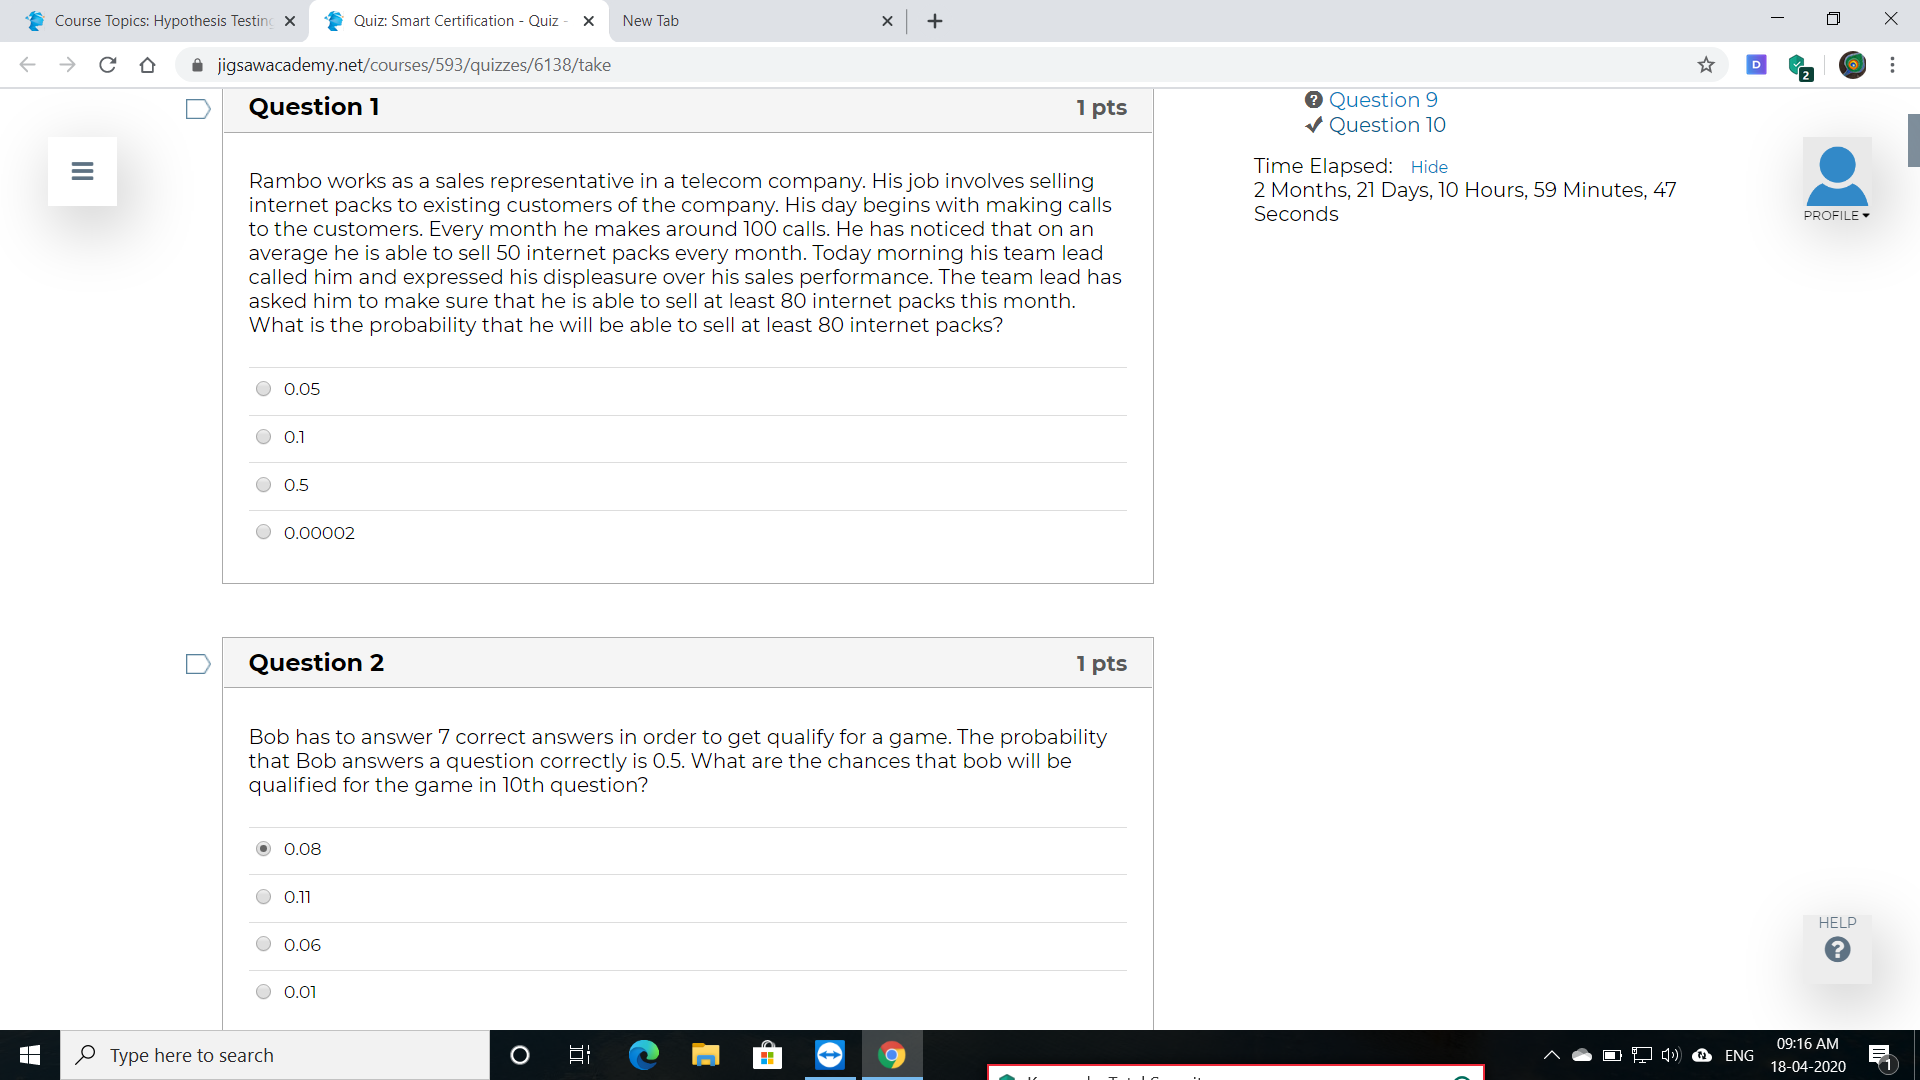 Course Topics: Hypothesis Testing
Quiz: Smart Certification - Quiz -
New Tab
jigsawacademy.net/courses/593/quizzes/6138/take
D
2
Question 1
1 pts
Rambo works as a sales representative in a telecom company. His job involves selling
internet packs to existing customers of the company. His day begins with making calls
to the customers. Every month he makes around 100 calls. He has noticed that on an
average he is able to sell 50 internet packs every month. Today morning his team lead
called him and expressed his displeasure over his sales performance. The team lead has
asked him to make sure that he is able to sell at least 80 internet packs this month.
What is the probability that he will be able to sell at least 80 internet packs?
0.05
0.1
0.5
0.00002
Question 2
1 pts
Bob has to answer 7 correct answers in order to get qualify for a game. The probability
that Bob answers a question correctly is 0.5. What are the chances that bob will be
qualified for the game in 10th question?
0.08
0.11
0.06
0.01
Question 9
Question 10
Time Elapsed: Hide
2 Months, 21 Days, 10 Hours, 59 Minutes, 47
Seconds
PROFILE
HELP
Type here to search
ENG
09:16 AM
18-04-2020
1